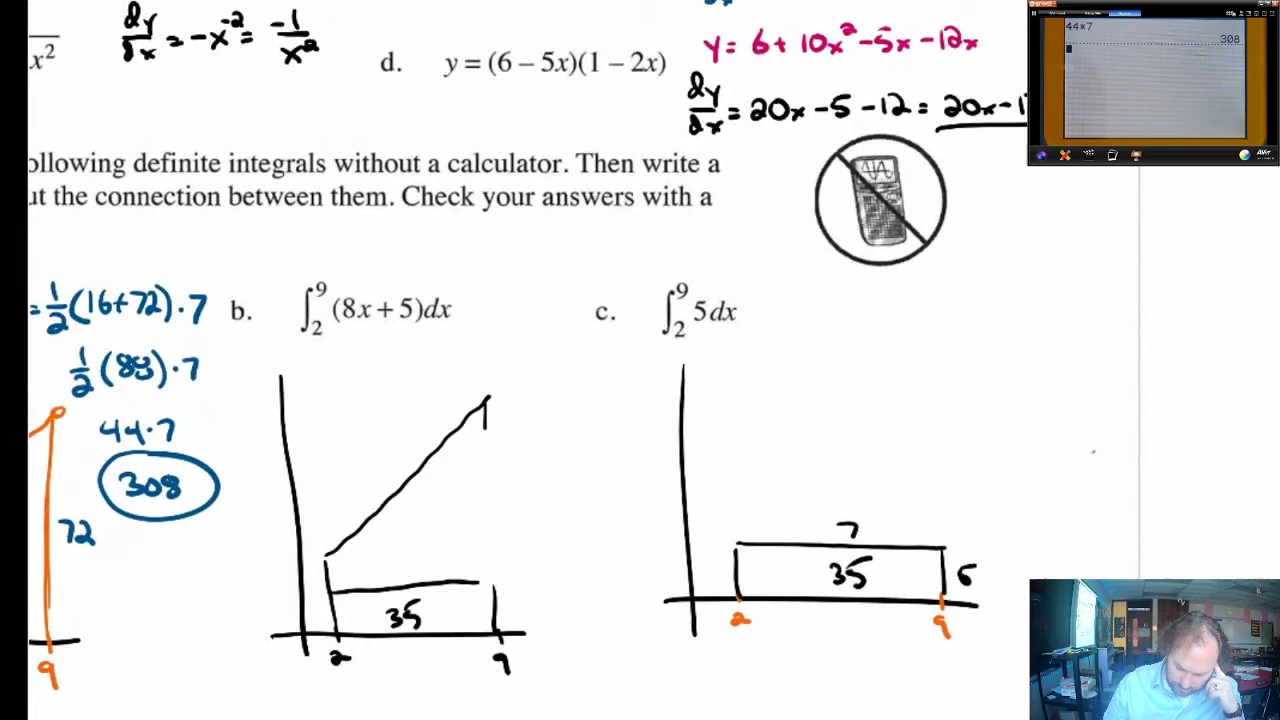 x²
dy/dx = -x⁻² = -1/x²
d. y = (6 – 5x)(1 – 2x)
y = 6 + 10x² - 5x - 12x
dy/dx = 20x - 5 - 12 = 20x - 1
44*7
308
ollowing definite integrals without a calculator. Then write a
ut the connection between them. Check your answers with a
= 1/2 (16+72) · 7
1/2 (88) · 7
44·7
308
72
9
b. ∫₂⁹ (8x + 5)dx
35
2
9
c. ∫₂⁹ 5dx
7
35
5
2
9